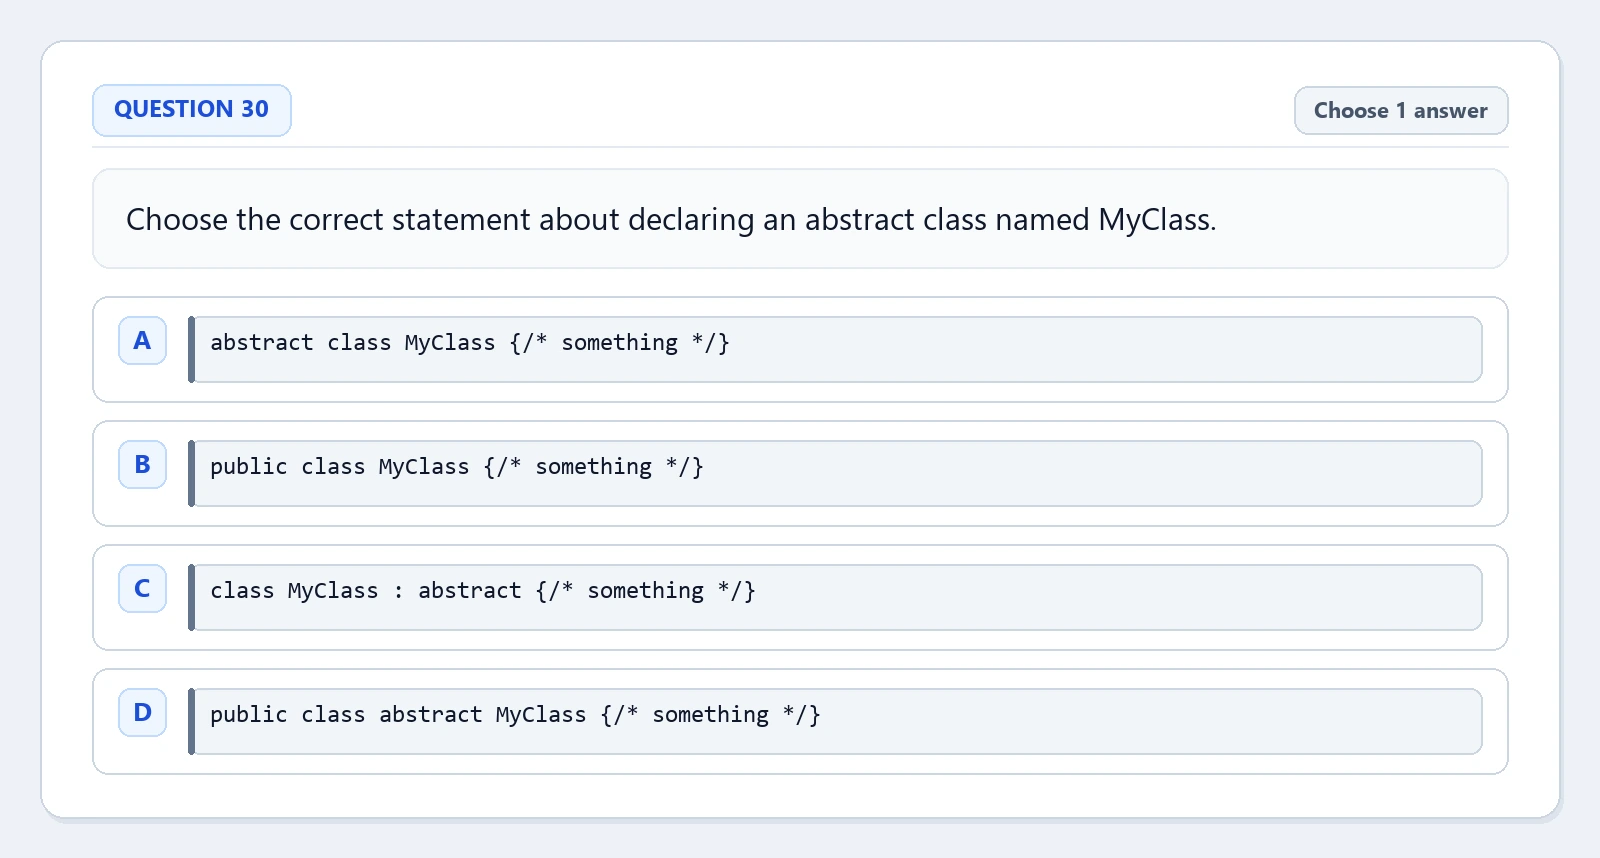 QUESTION 30
Choose 1 answer
Choose the correct statement about declaring an abstract class named MyClass.
A
abstract class MyClass {/* something */}
B
public class MyClass {/* something */}
C
class MyClass : abstract {/* something */}
D
public class abstract MyClass {/* something */}